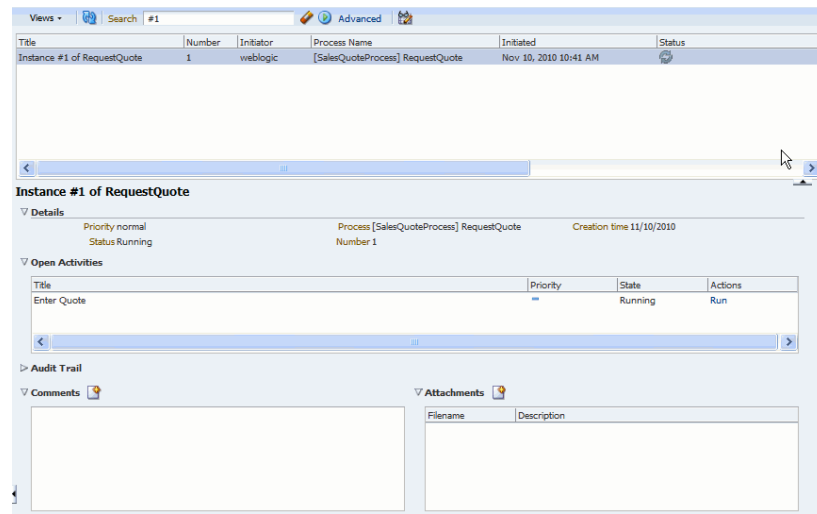 Views Search #1 Advanced
Title Number Initiator Process Name Initiated Status
Instance #1 of RequestQuote 1 weblogic [SalesQuoteProcess] RequestQuote Nov 10, 2010 10:41 AM
Instance #1 of RequestQuote
Details
Priority normal Process [SalesQuoteProcess] RequestQuote Creation time 11/10/2010
Status Running Number 1
Open Activities
Title Priority State Actions
Enter Quote Running Run
Audit Trail
Comments Attachments
Filename Description